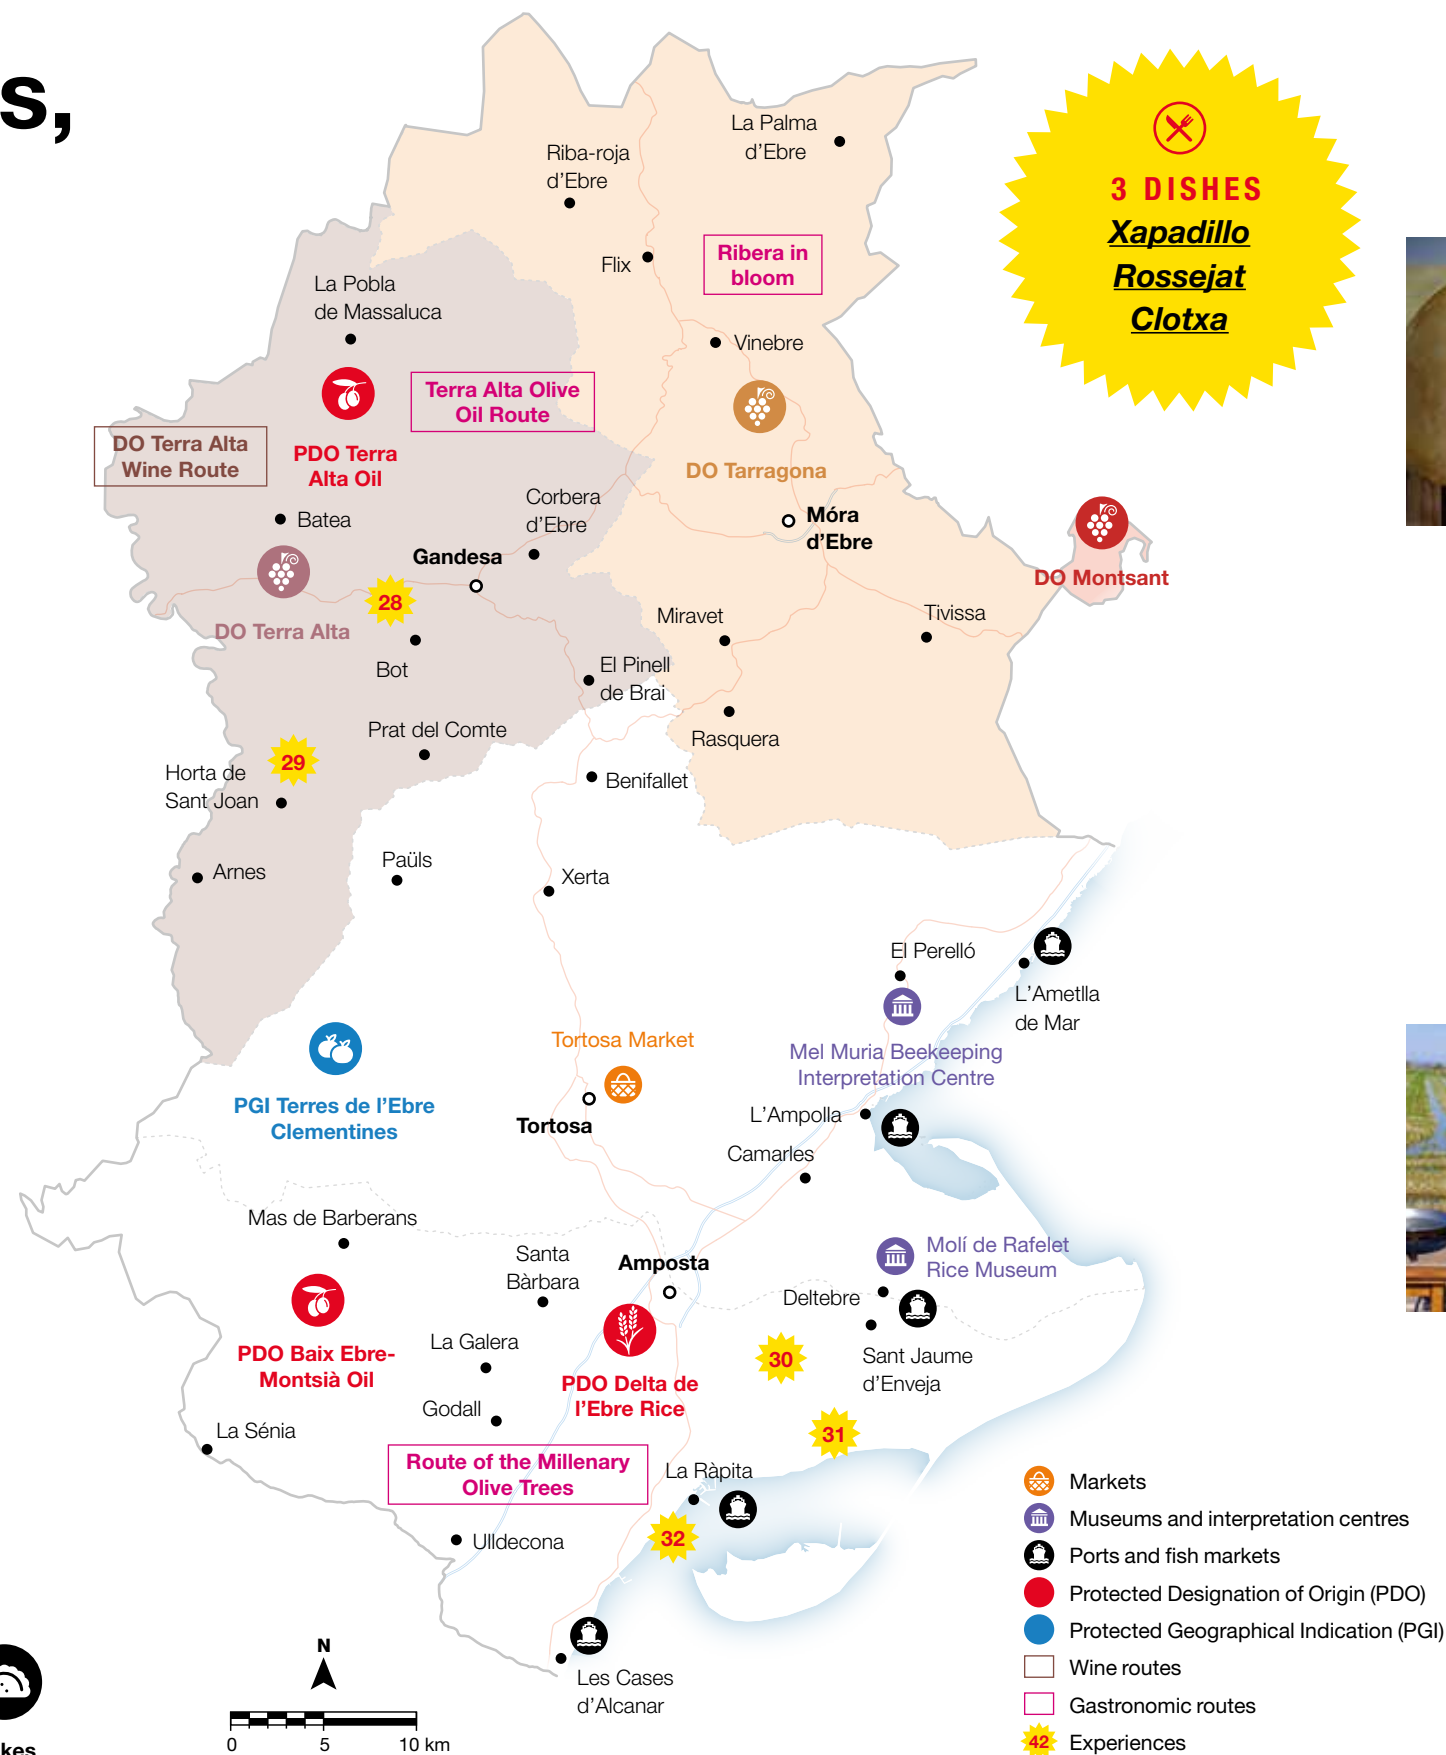 s,
La Palma
d'Ebre
Riba-roja
d'Ebre
Flix
Ribera in
bloom
3 DISHES
Xapadillo
Rossejat
Clotxa
La Pobla
de Massaluca
Vinebre
Terra Alta Olive
Oil Route
DO Terra Alta
Wine Route
PDO Terra
Alta Oil
DO Tarragona
Batea
Corbera
d'Ebre
Móra
d'Ebre
Gandesa
DO Montsant
28
DO Terra Alta
Miravet
Tivissa
Bot
El Pinell
de Brai
Prat del Comte
Rasquera
29
Horta de
Sant Joan
Benifallet
Arnes
Paüls
Xerta
El Perelló
L'Ametlla
de Mar
Tortosa Market
Mel Muria Beekeeping
Interpretation Centre
PGI Terres de l'Ebre
Clementines
Tortosa
L'Ampolla
Camarles
Mas de Barberans
Santa
Bàrbara
Amposta
Molí de Rafelet
Rice Museum
Deltebre
La Galera
PDO Baix Ebre-
Montsià Oil
30
Sant Jaume
d'Enveja
PDO Delta de
l'Ebre Rice
Godall
La Sénia
31
Route of the Millenary
Olive Trees
La Ràpita
Ulldecona
32
Les Cases
d'Alcanar
Markets
Museums and interpretation centres
Ports and fish markets
Protected Designation of Origin (PDO)
Protected Geographical Indication (PGI)
Wine routes
Gastronomic routes
42 Experiences
N
0 5 10 km
kes